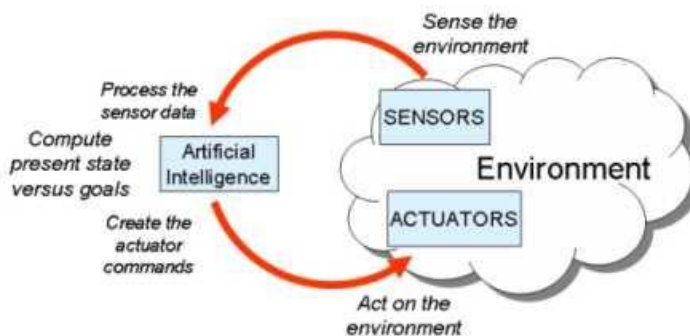 Sense the
environment
Process the
sensor data
SENSORS
Compute
present state
versus goals
Artificial
Intelligence
Environment
Create the
actuator
commands
ACTUATORS
Act on the
environment